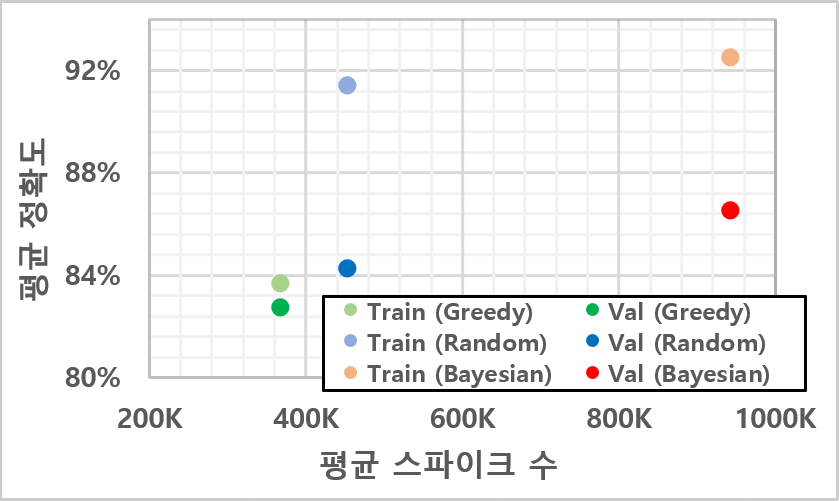 평균 정확도
92%
88%
84%
80%
Train (Greedy) Val (Greedy)
Train (Random) Val (Random)
Train (Bayesian) Val (Bayesian)
200K 400K 600K 800K 1000K
평균 스파이크 수